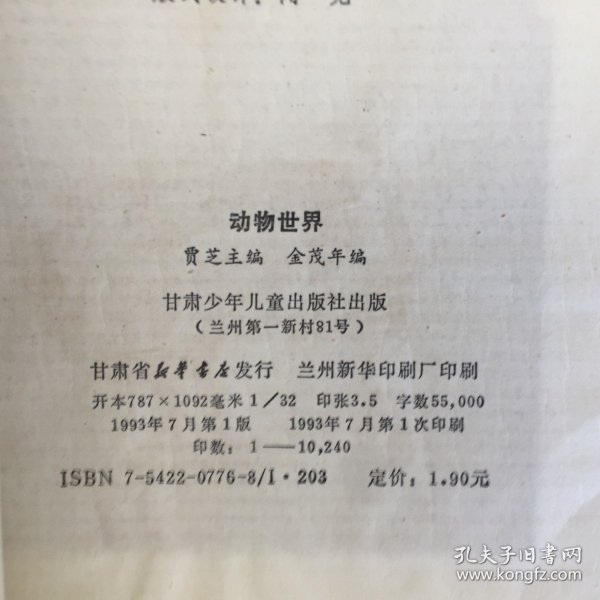 动物世界
贾芝主编 金茂年编
甘肃少年儿童出版社出版
（兰州第一新村81号）
甘肃省新华书店发行 兰州新华印刷厂印刷
开本787×1092毫米1/32 印张3.5 字数55,000
1993年7月第1版 1993年7月第1次印刷
印数：1——10,240
ISBN 7-5422-0776-8/I·203 定价：1.90元
孔夫子旧书网
www.kongfz.com